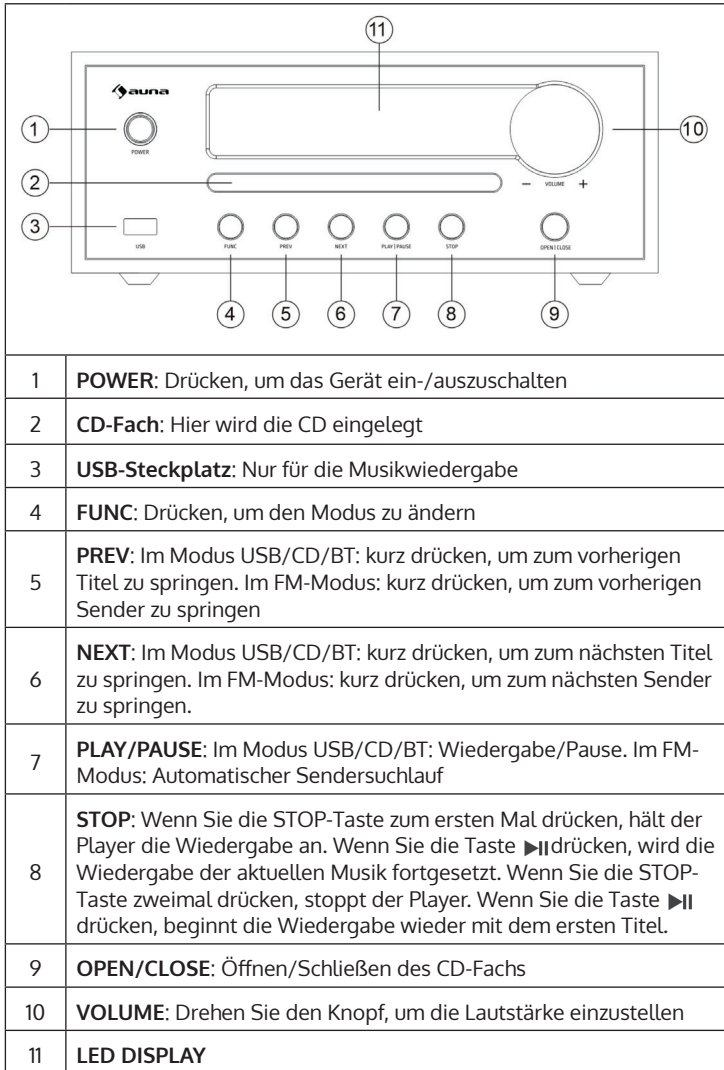 11
auna
1
POWER
10
2
− VOLUME +
3
USB
FUNC
PREV
NEXT
PLAY|PAUSE
STOP
OPEN|CLOSE
4
5
6
7
8
9
1 POWER: Drücken, um das Gerät ein-/auszuschalten
2 CD-Fach: Hier wird die CD eingelegt
3 USB-Steckplatz: Nur für die Musikwiedergabe
4 FUNC: Drücken, um den Modus zu ändern
5 PREV: Im Modus USB/CD/BT: kurz drücken, um zum vorherigen
Titel zu springen. Im FM-Modus: kurz drücken, um zum vorherigen
Sender zu springen
6 NEXT: Im Modus USB/CD/BT: kurz drücken, um zum nächsten Titel
zu springen. Im FM-Modus: kurz drücken, um zum nächsten Sender
zu springen.
7 PLAY/PAUSE: Im Modus USB/CD/BT: Wiedergabe/Pause. Im FM-
Modus: Automatischer Sendersuchlauf
8 STOP: Wenn Sie die STOP-Taste zum ersten Mal drücken, hält der
Player die Wiedergabe an. Wenn Sie die Taste ▶II drücken, wird die
Wiedergabe der aktuellen Musik fortgesetzt. Wenn Sie die STOP-
Taste zweimal drücken, stoppt der Player. Wenn Sie die Taste ▶II
drücken, beginnt die Wiedergabe wieder mit dem ersten Titel.
9 OPEN/CLOSE: Öffnen/Schließen des CD-Fachs
10 VOLUME: Drehen Sie den Knopf, um die Lautstärke einzustellen
11 LED DISPLAY